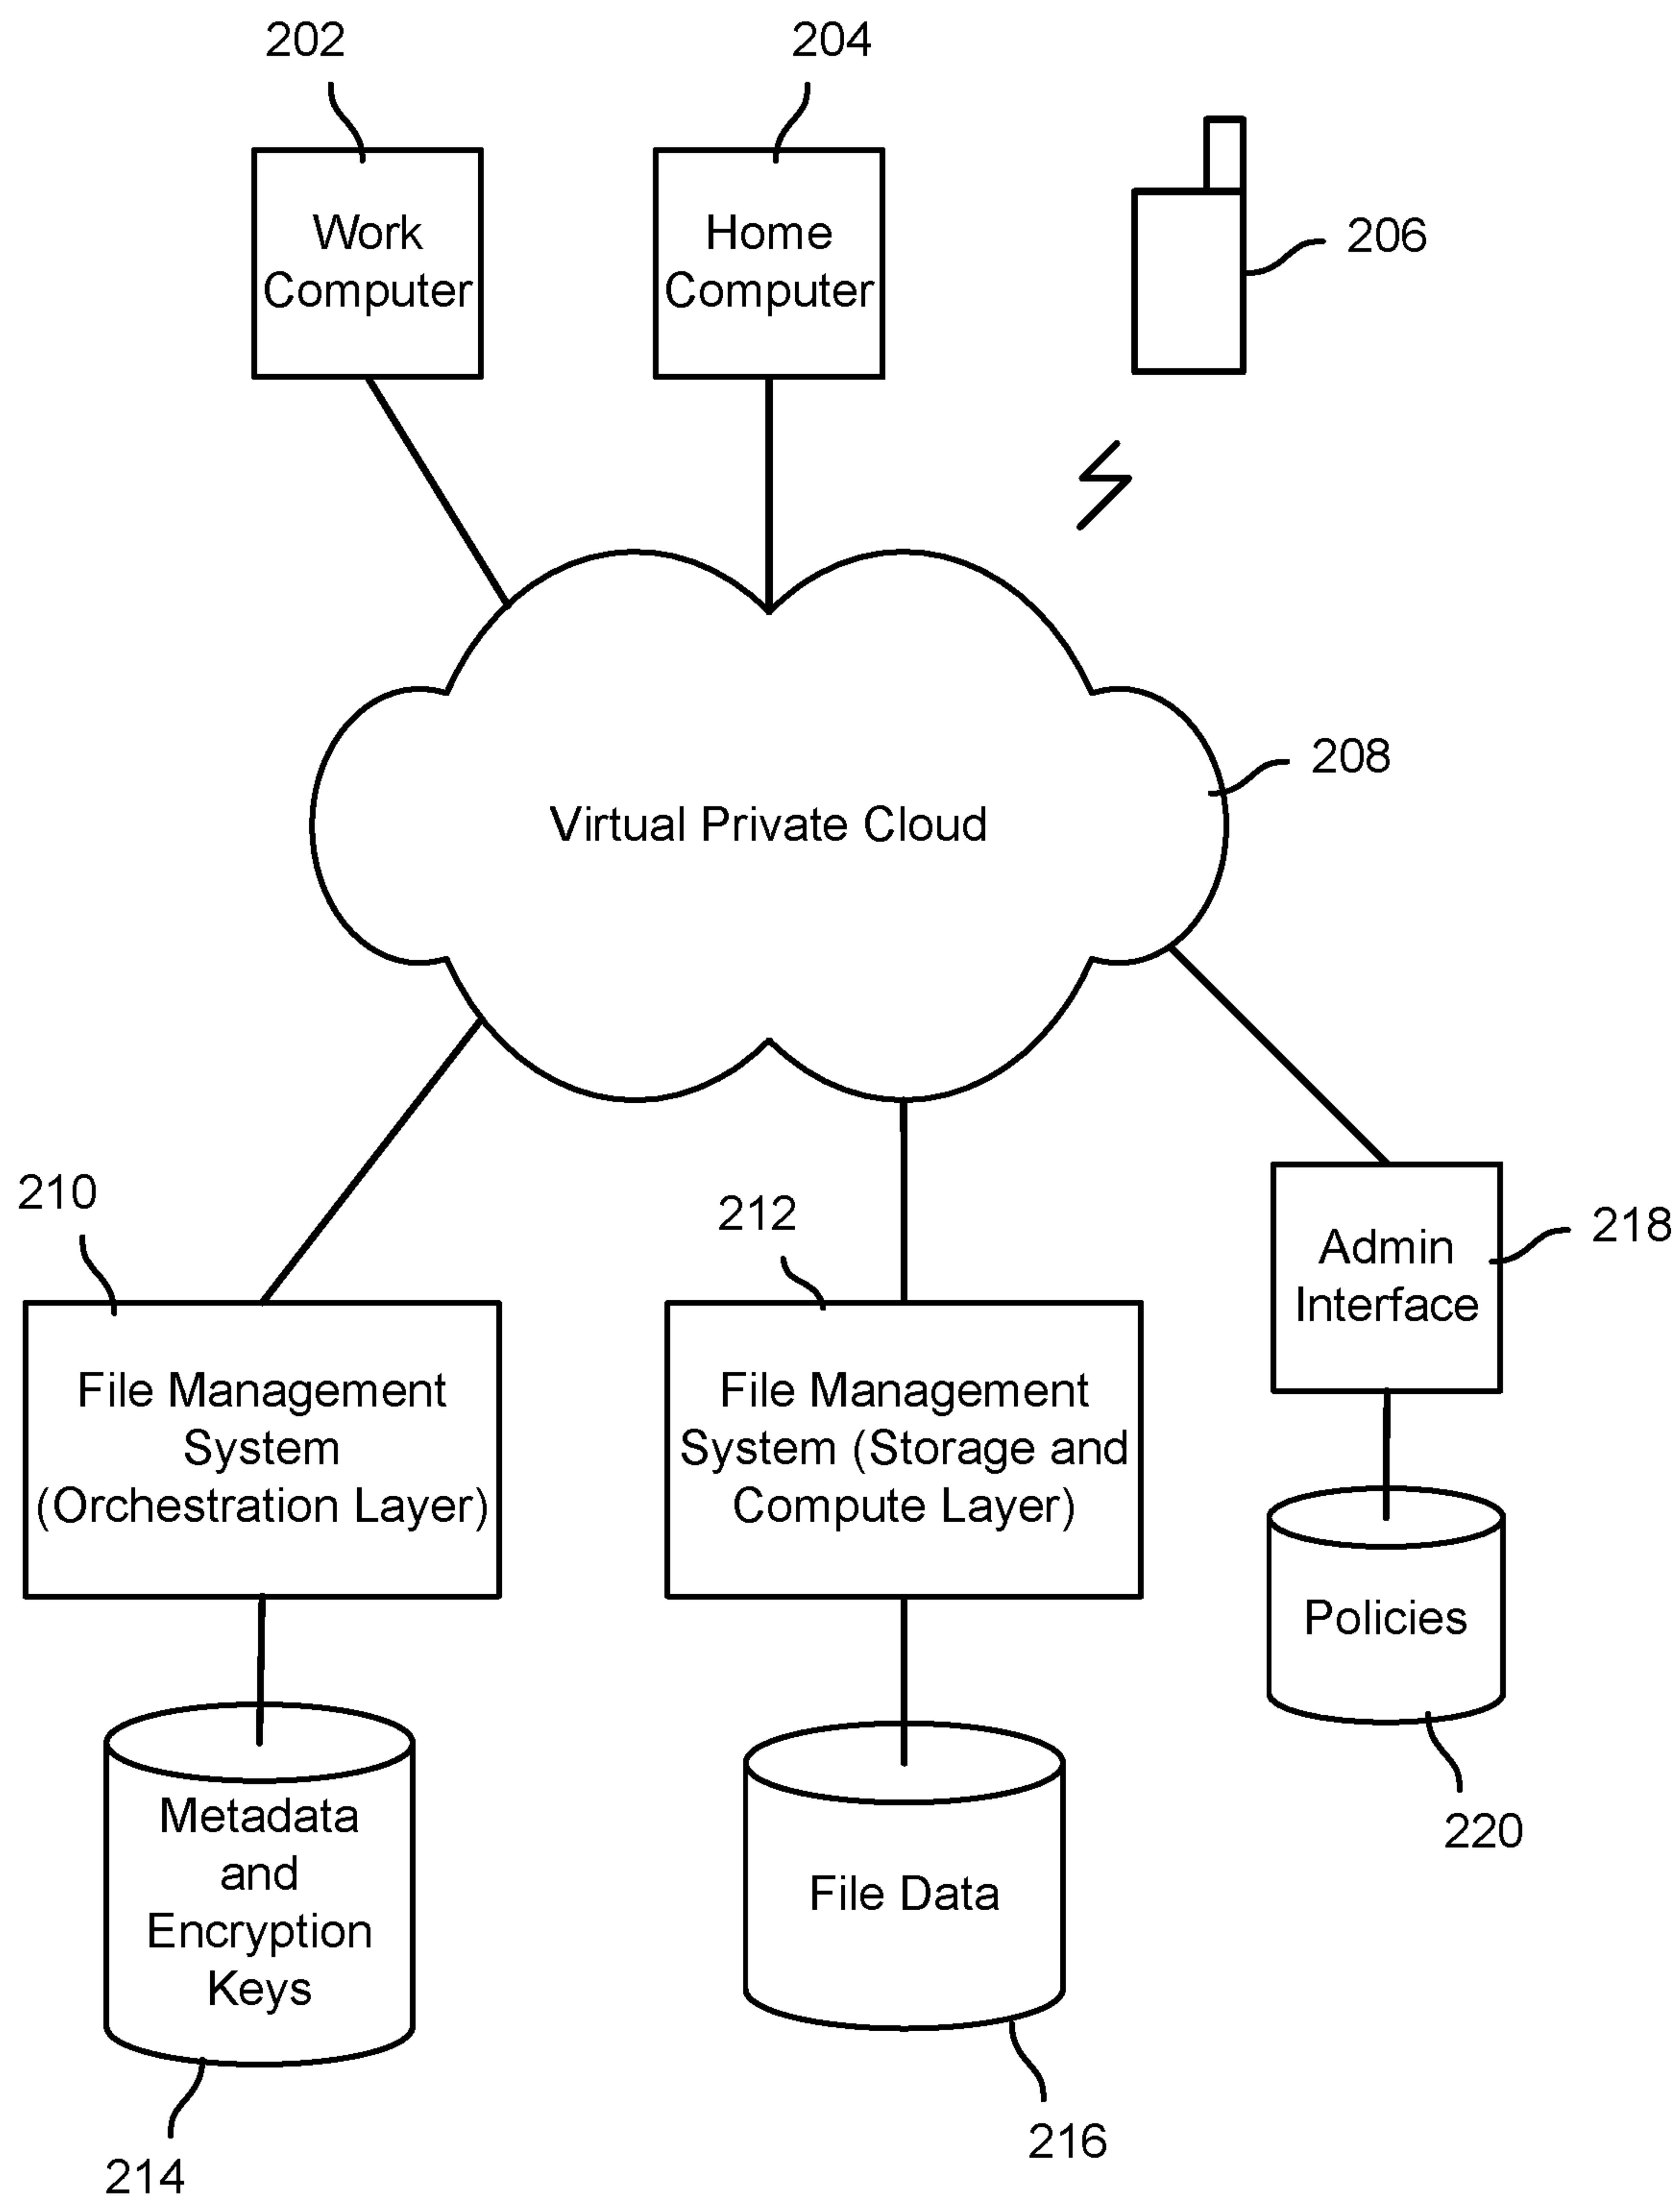 202
204
Work
Computer
Home
Computer
206
208
Virtual Private Cloud
210
212
218
Admin
Interface
File Management
System
(Orchestration Layer)
File Management
System (Storage and
Compute Layer)
Policies
220
Metadata
and
Encryption
Keys
File Data
214
216